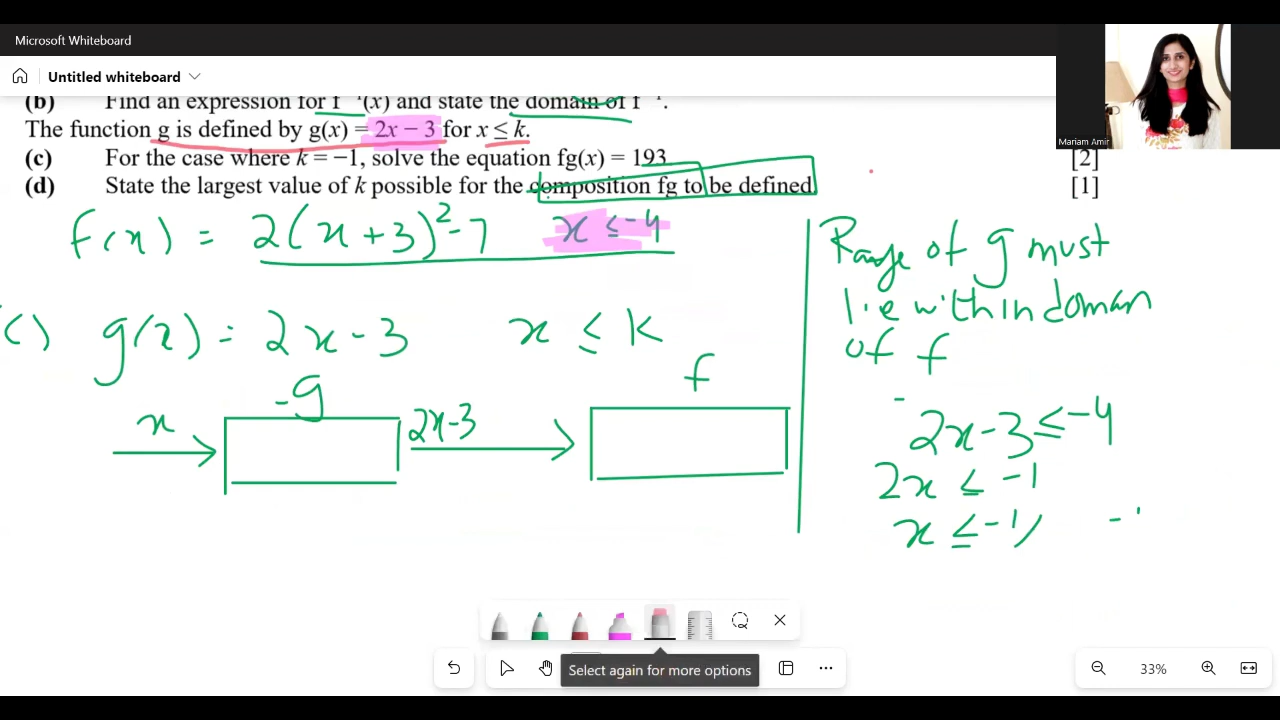 Microsoft Whiteboard
Untitled whiteboard
Mariam Amir
(b) Find an expression for f⁻¹(x) and state the domain of f⁻¹.
The function g is defined by g(x) = 2x − 3 for x ≤ k.
(c) For the case where k = −1, solve the equation fg(x) = 193. [2]
(d) State the largest value of k possible for the composition fg to be defined. [1]
f(x) = 2(x+3)²-7 x ≤ -4
(c) g(x) = 2x-3 x ≤ k
g
f
x
2x-3
Range of g must
lie within doman
of f
2x-3 ≤ -4
2x ≤ -1
x ≤ -1/
Select again for more options
33%